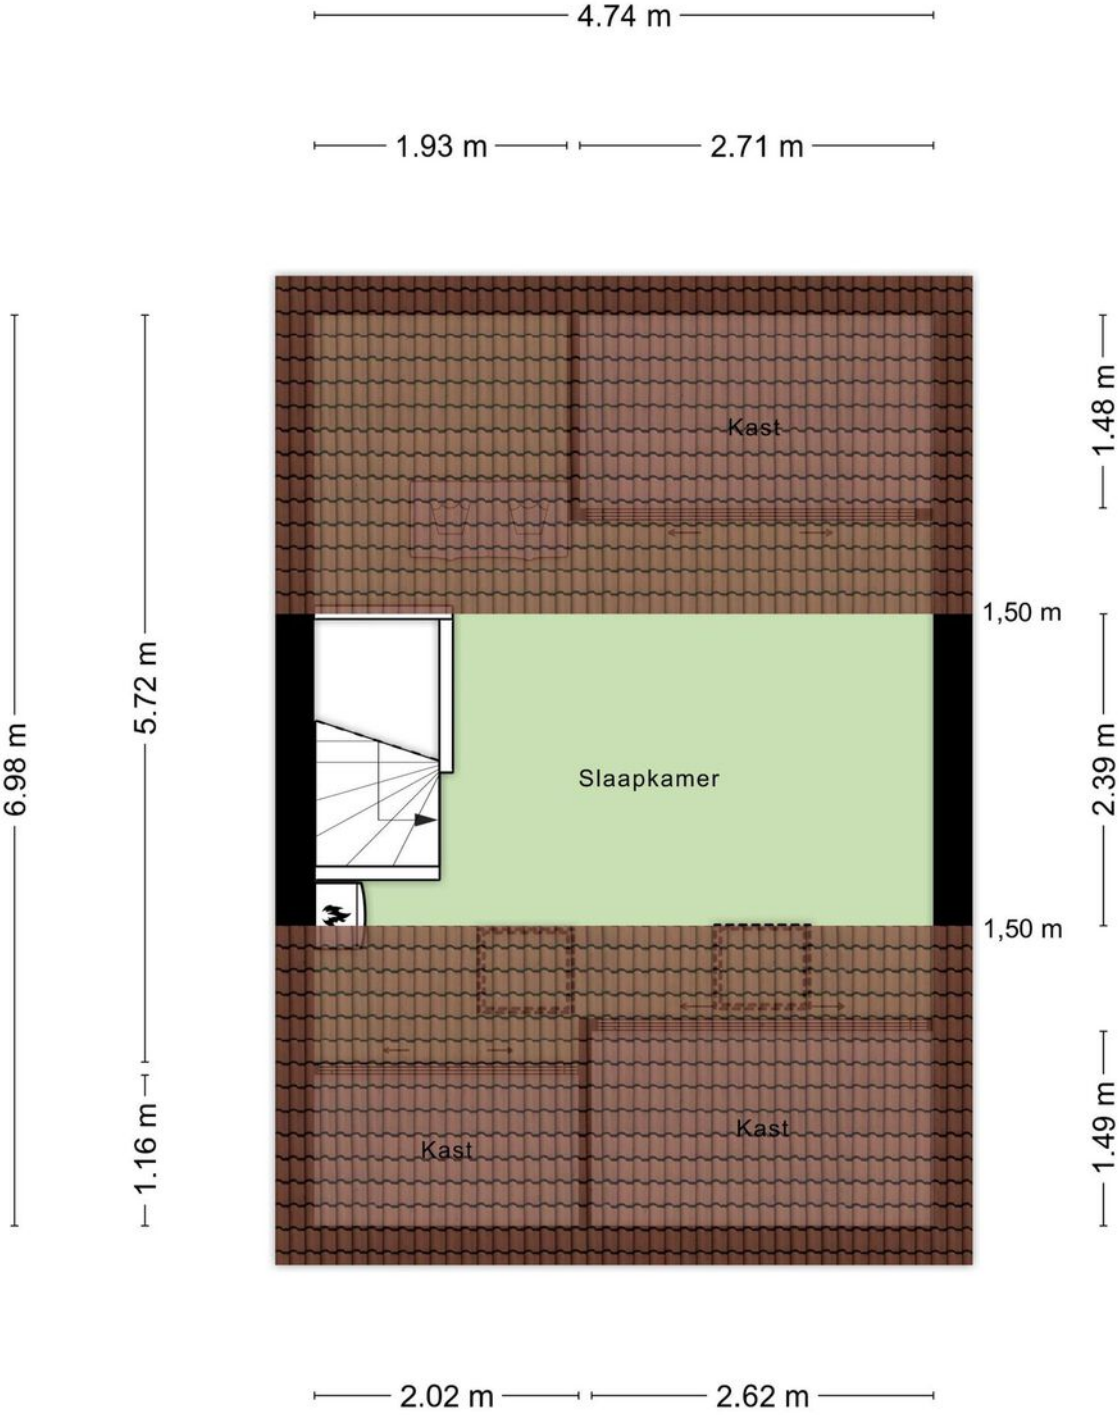 4.74 m
1.93 m
2.71 m
Kast
1.48 m
1,50 m
5.72 m
6.98 m
2.39 m
Slaapkamer
1,50 m
Kast
Kast
1.16 m
1.49 m
2.02 m
2.62 m